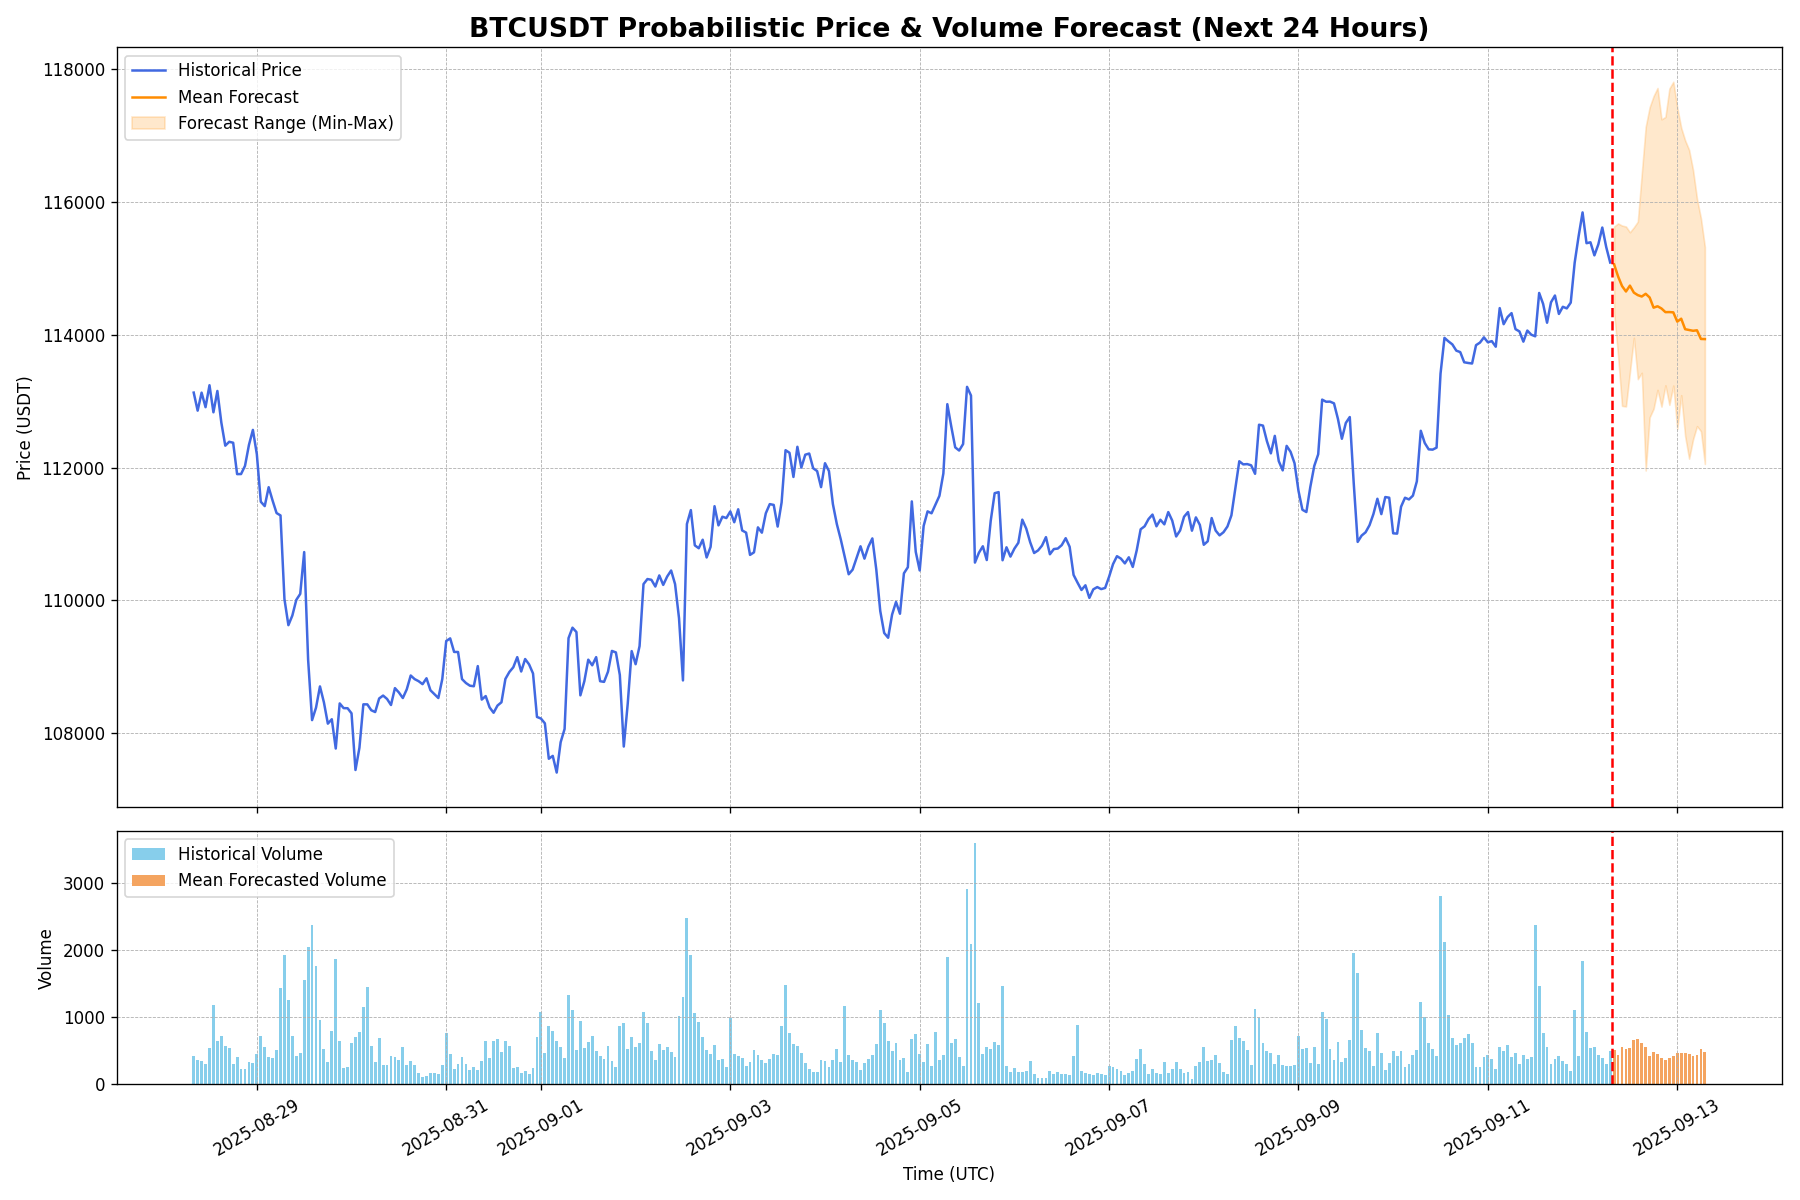 BTCUSDT Probabilistic Price & Volume Forecast (Next 24 Hours)
Historical Price
Mean Forecast
Forecast Range (Min-Max)
118000
116000
114000
112000
110000
108000
Price (USDT)
Historical Volume
Mean Forecasted Volume
3000
2000
1000
0
Volume
2025-08-29
2025-08-31
2025-09-01
2025-09-03
2025-09-05
2025-09-07
2025-09-09
2025-09-11
2025-09-13
Time (UTC)